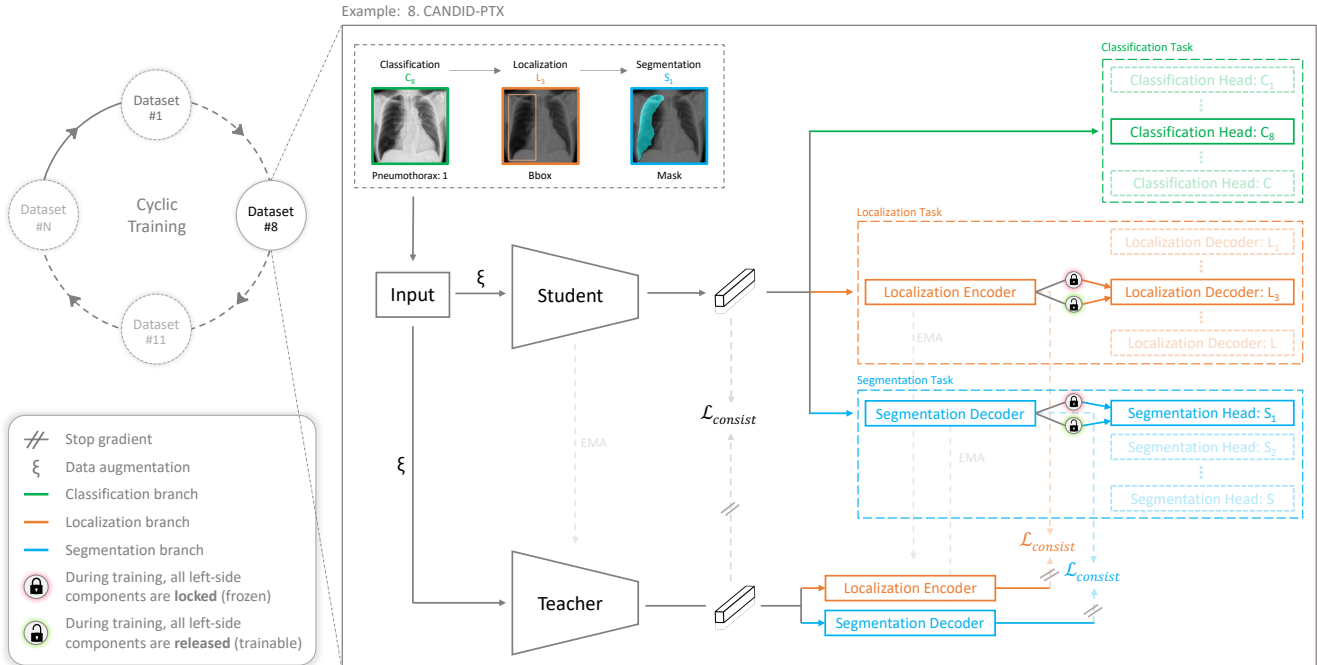 Example: 8. CANDID-PTX
Dataset
#1
Dataset
#8
Dataset
#11
Dataset
#N
Cyclic
Training
Stop gradient
ξ Data augmentation
Classification branch
Localization branch
Segmentation branch
During training, all left-side
components are locked (frozen)
During training, all left-side
components are released (trainable)
Classification
C₈
Pneumothorax: 1
Localization
L₃
Bbox
Segmentation
S₁
Mask
Input
ξ
Student
ξ
Teacher
EMA
ℒconsist
Classification Task
Classification Head: C₁
Classification Head: C₈
Classification Head: C
Localization Task
Localization Encoder
Localization Decoder: L₁
Localization Decoder: L₃
Localization Decoder: L
EMA
Segmentation Task
Segmentation Decoder
Segmentation Head: S₁
Segmentation Head: S₂
Segmentation Head: S
EMA
ℒconsist
ℒconsist
Localization Encoder
Segmentation Decoder